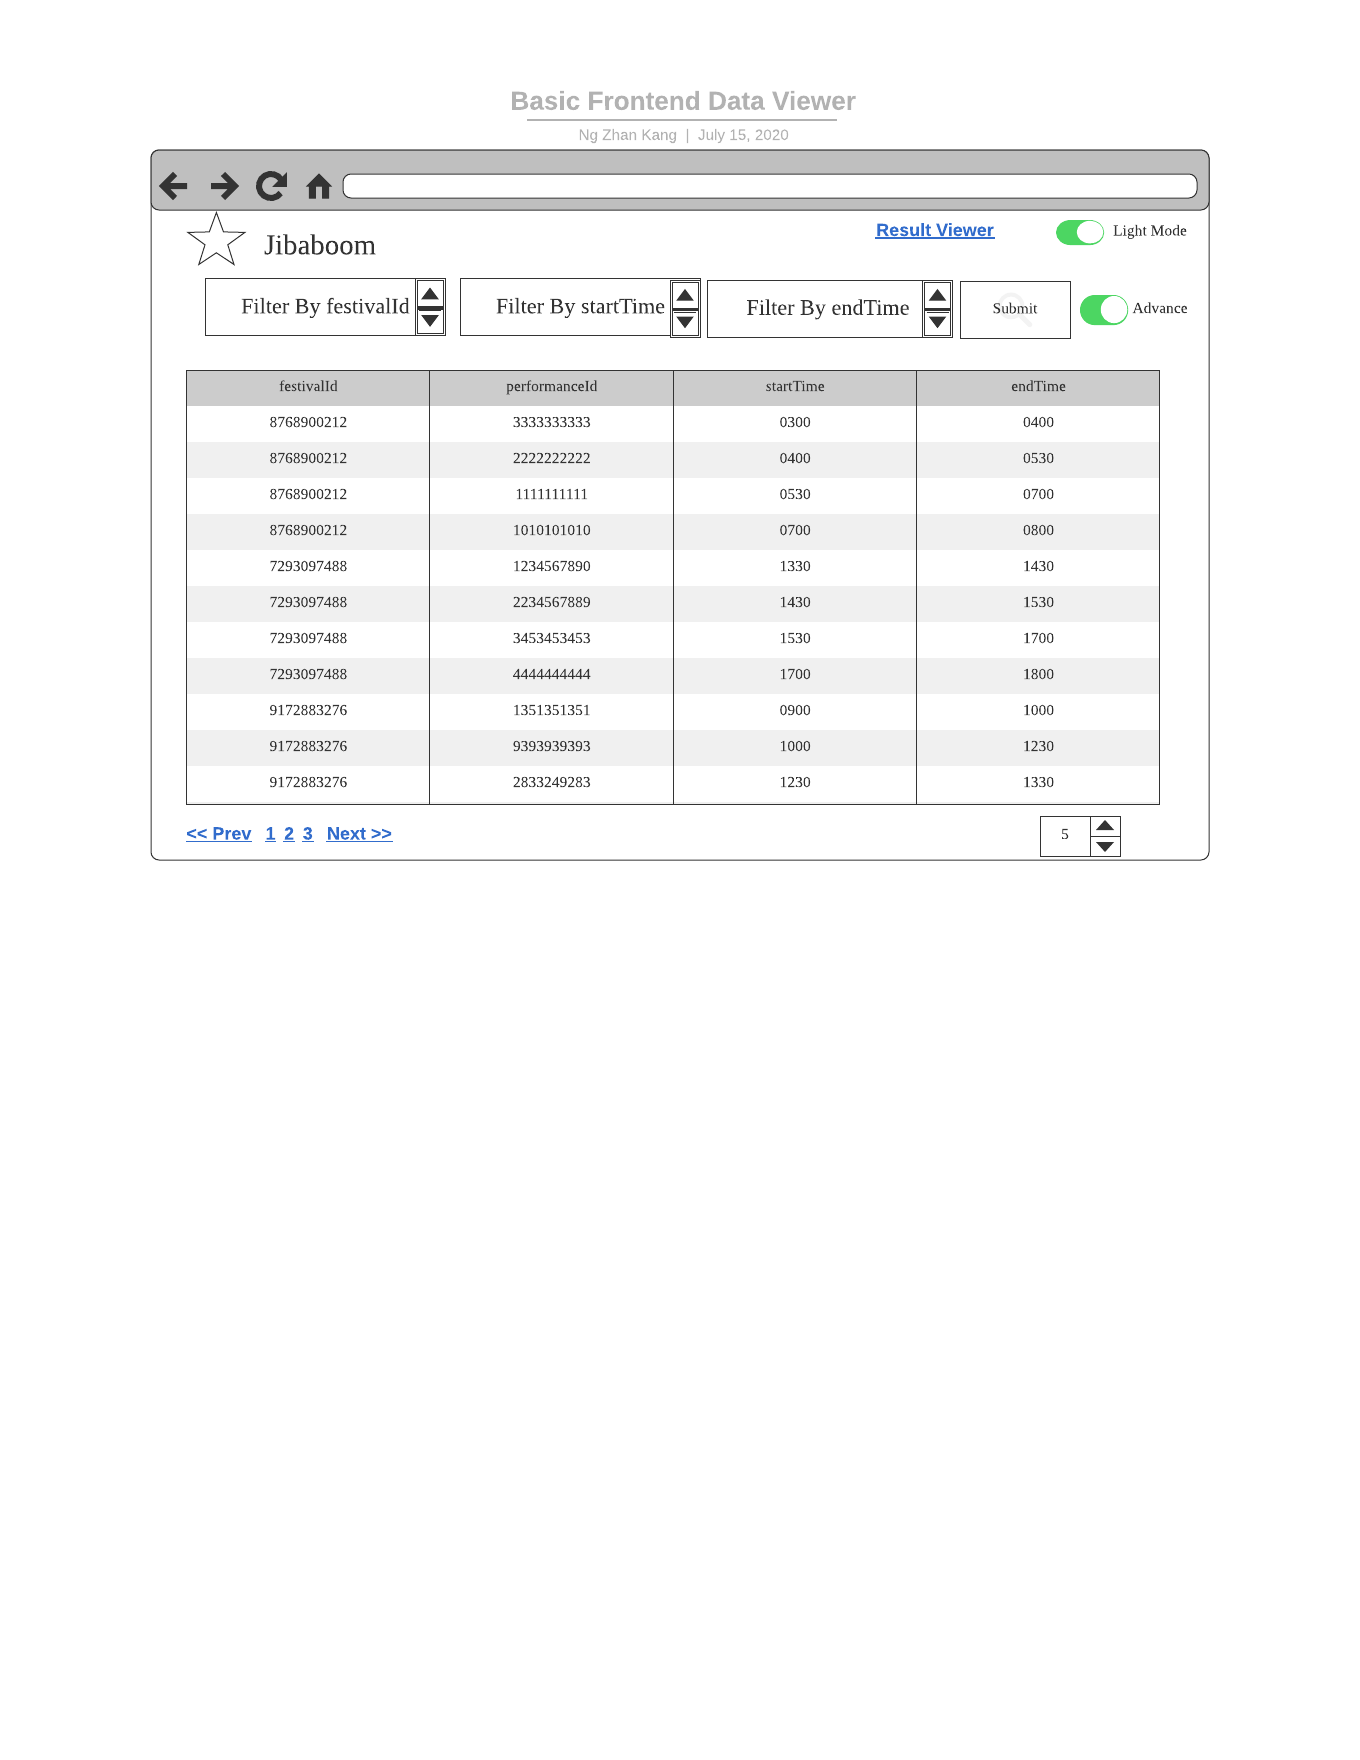 Basic Frontend Data Viewer
Ng Zhan Kang | July 15, 2020
Result Viewer
Light Mode
Jibaboom
Filter By festivalId
Filter By startTime
Filter By endTime
Submit
Advance
festivalId performanceId startTime endTime
8768900212 3333333333 0300 0400
8768900212 2222222222 0400 0530
8768900212 1111111111 0530 0700
8768900212 1010101010 0700 0800
7293097488 1234567890 1330 1430
7293097488 2234567889 1430 1530
7293097488 3453453453 1530 1700
7293097488 4444444444 1700 1800
9172883276 1351351351 0900 1000
9172883276 9393939393 1000 1230
9172883276 2833249283 1230 1330
<< Prev 1 2 3 Next >>
5